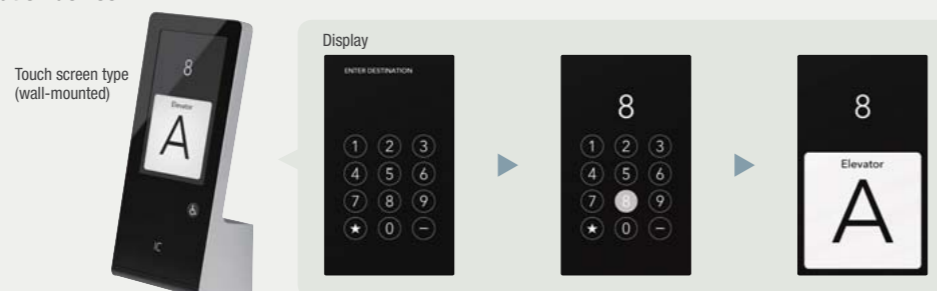 Touch screen type
(wall-mounted)
8
Elevator
A
IC
Display
ENTER DESTINATION
1 2 3
4 5 6
7 8 9
★ 0 −
8
1 2 3
4 5 6
7 8 9
★ 0 −
8
Elevator
A